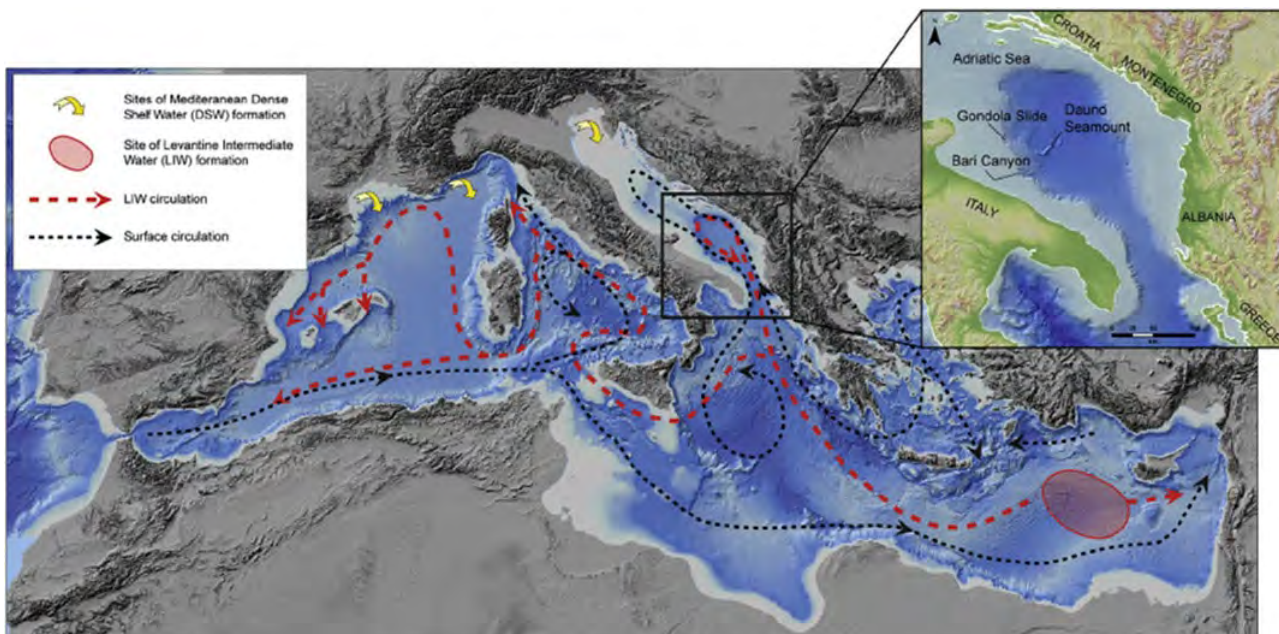 Sites of Mediteranean Dense
Shelf Water (DSW) formation
Site of Levantine Intermediate
Water (LIW) formation
LIW circulation
Surface circulation
N
CROATIA
Adriatic Sea
MONTENEGRO
Gondola Slide
Dauno
Seamount
Bari Canyon
ITALY
ALBANIA
GREECE